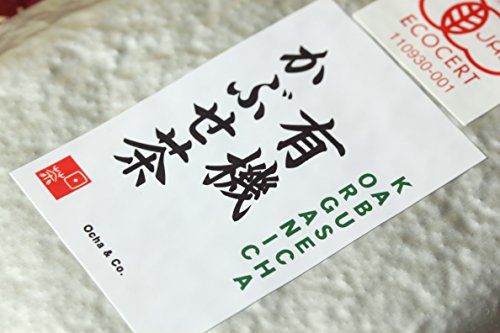 有機
かぶせ茶
ORGANIC
KABUSECHA
Ocha & Co.
ECOCERT
110930-001